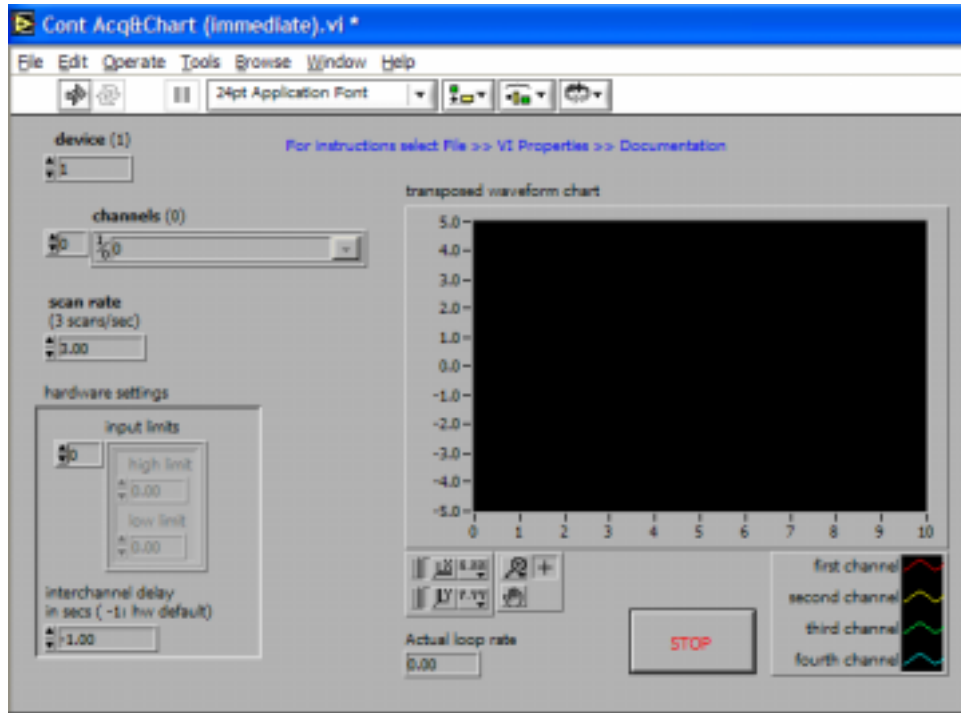 Cont Acq&Chart (immediate).vi *
File Edit Operate Tools Browse Window Help
24pt Application Font
device (1)
1
For instructions select File >> VI Properties >> Documentation
transposed waveform chart
channels (0)
0
0
scan rate
(3 scans/sec)
3.00
hardware settings
input limits
0
high limit
0.00
low limit
0.00
interchannel delay
in secs ( -1: hw default)
-1.00
5.0
4.0
3.0
2.0
1.0
0.0
-1.0
-2.0
-3.0
-4.0
-5.0
0 1 2 3 4 5 6 7 8 9 10
Actual loop rate
0.00
STOP
first channel
second channel
third channel
fourth channel